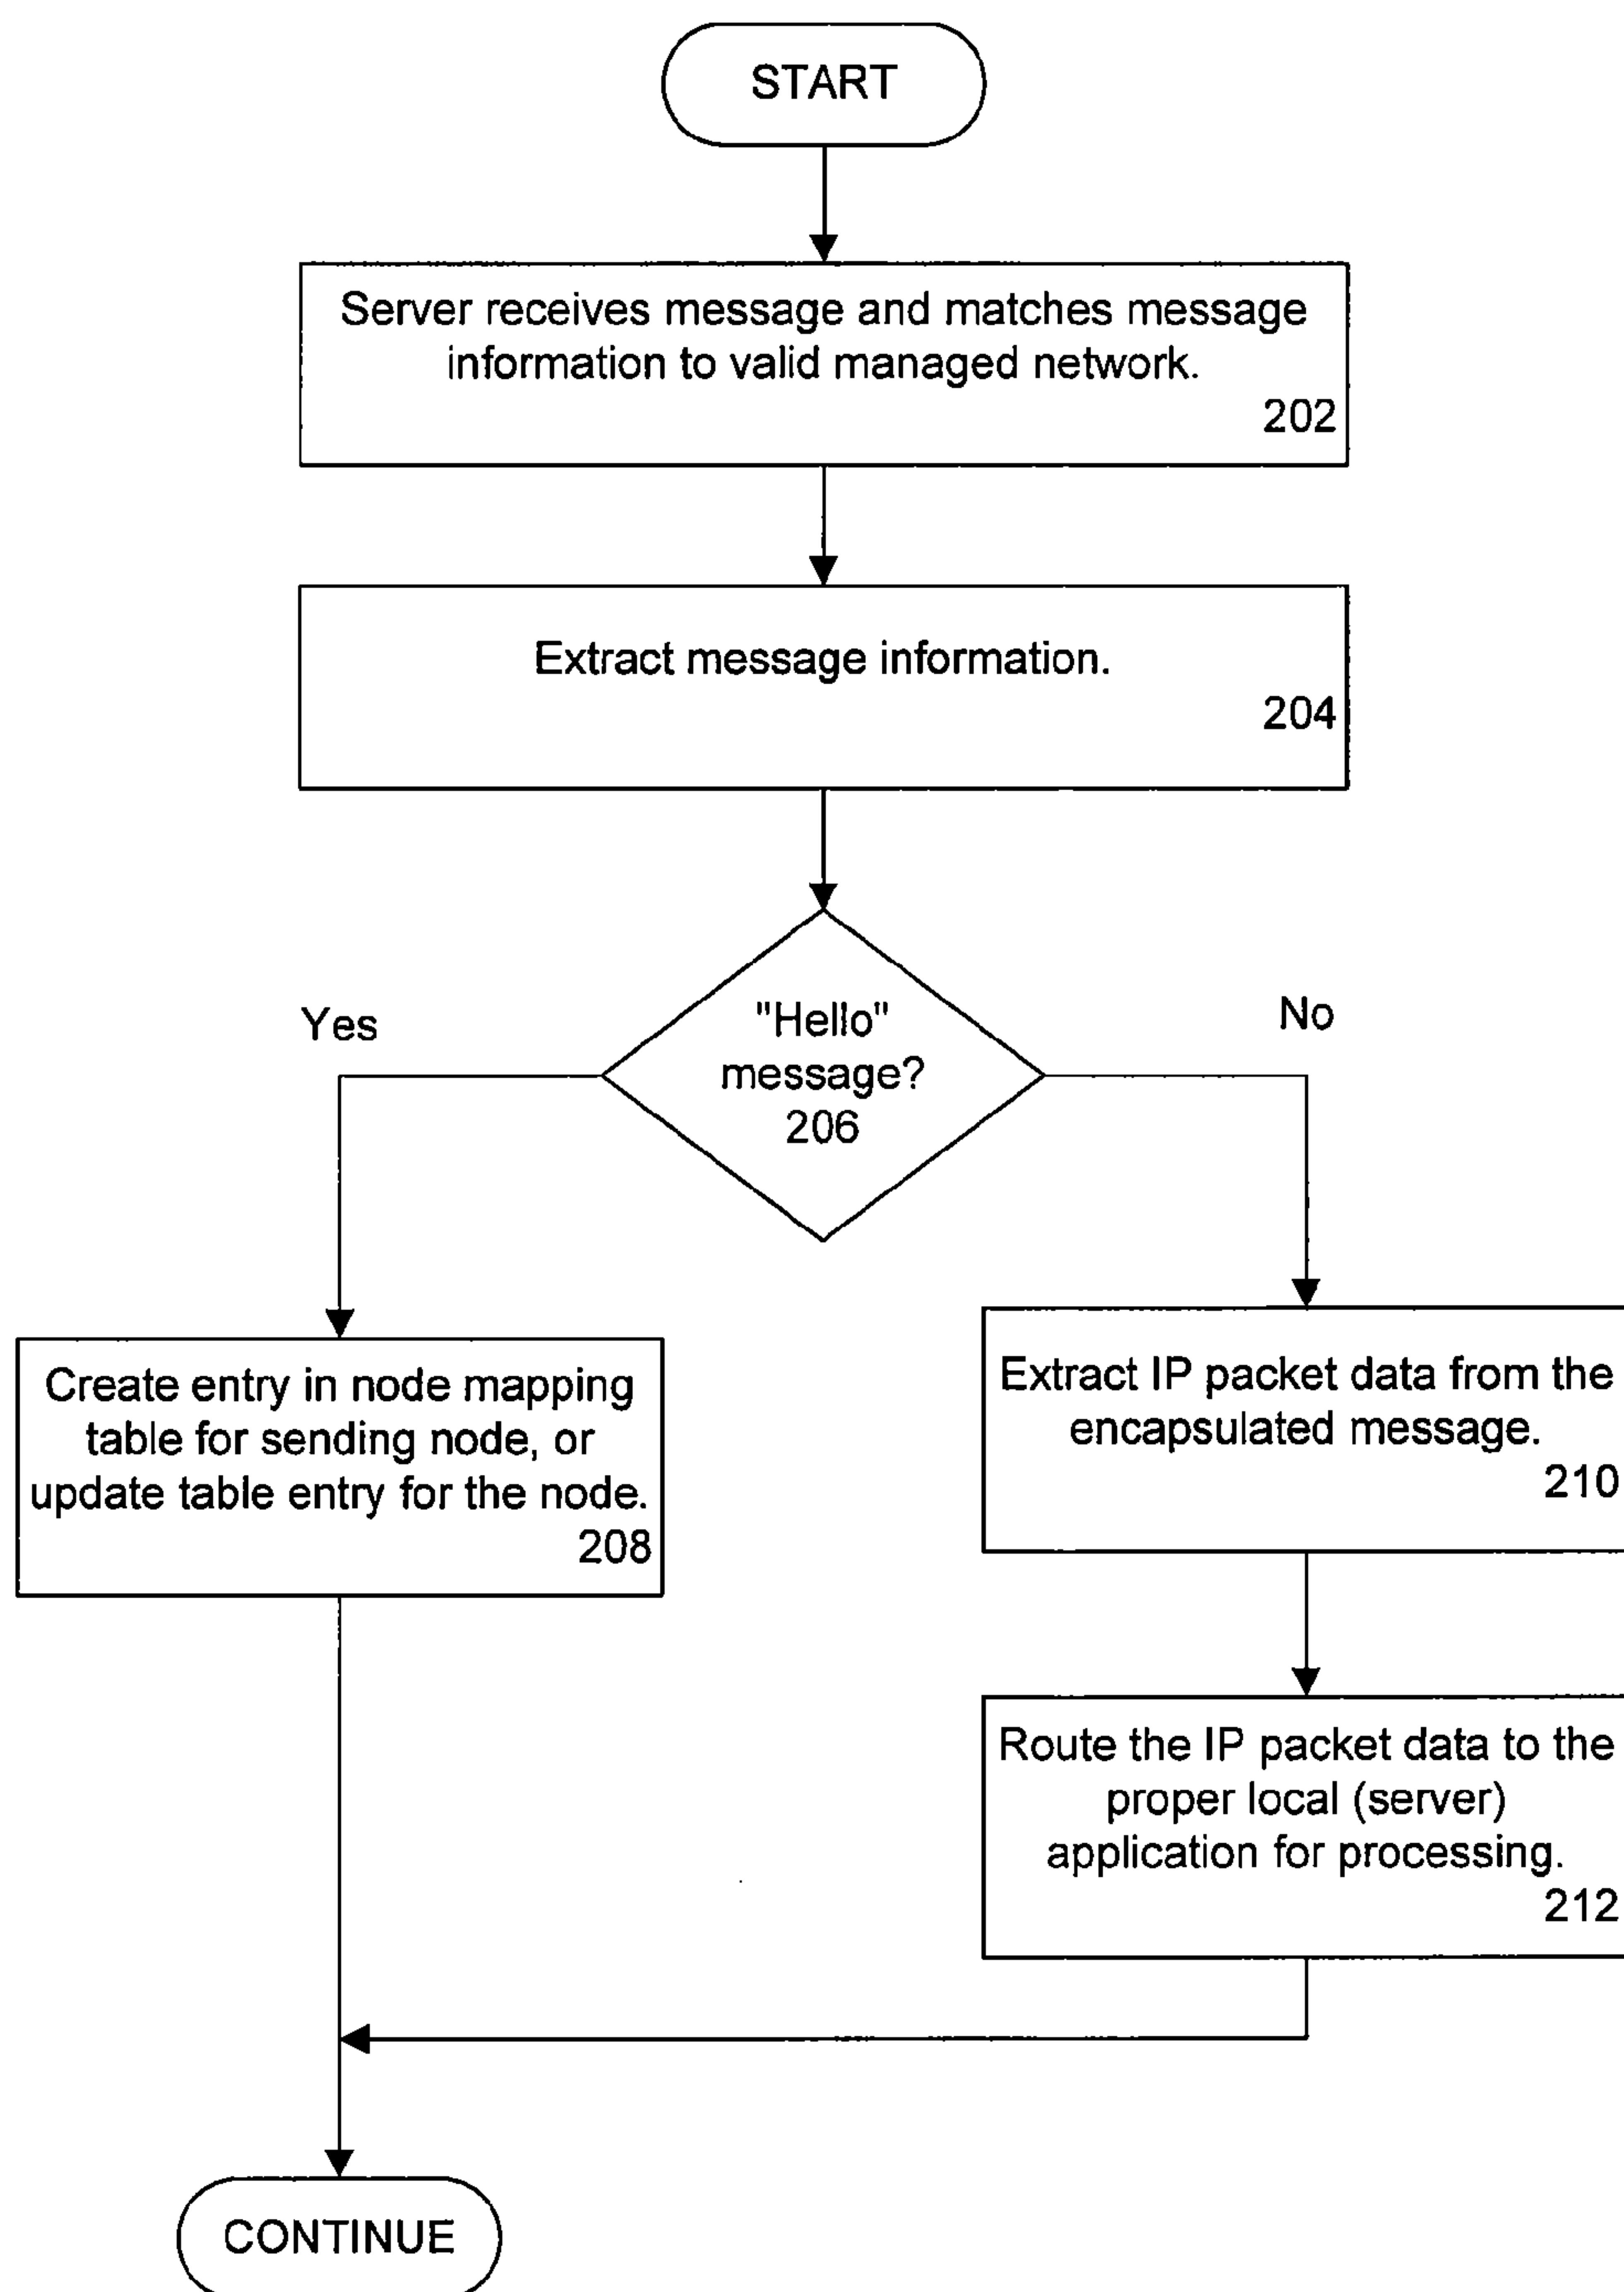 START
Server receives message and matches message
information to valid managed network.
202
Extract message information.
204
"Hello"
message?
206
Yes
No
Create entry in node mapping
table for sending node, or
update table entry for the node.
208
Extract IP packet data from the
encapsulated message.
210
Route the IP packet data to the
proper local (server)
application for processing.
212
CONTINUE